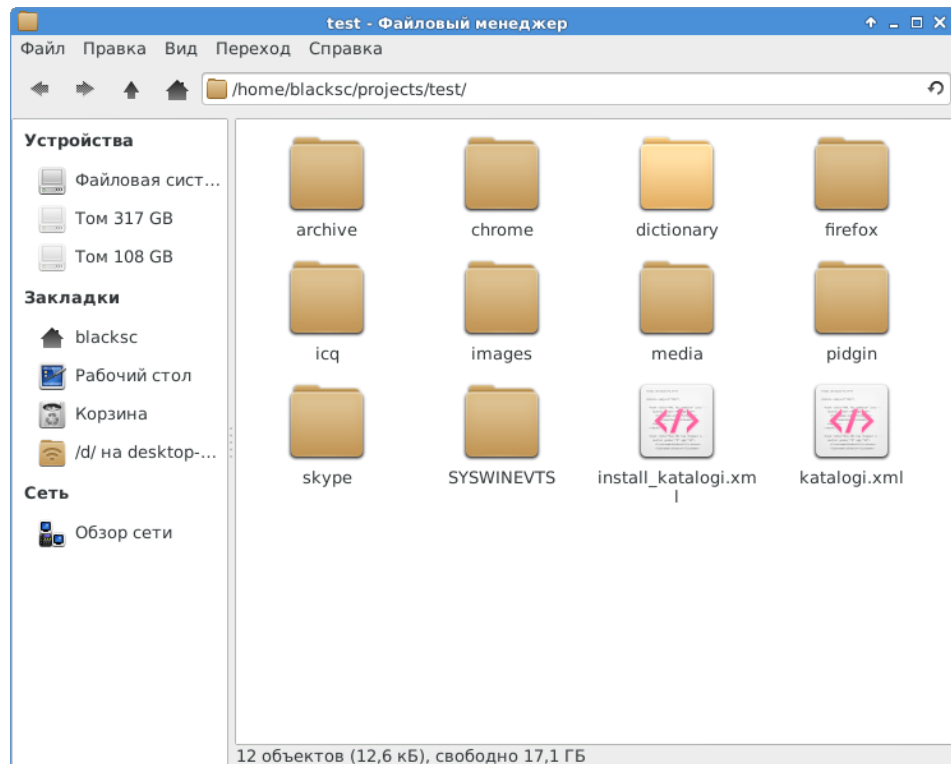 test - Файловый менеджер
Файл Правка Вид Переход Справка
/home/blacksc/projects/test/
Устройства
Файловая сист...
Том 317 GB
Том 108 GB
Закладки
blacksc
Рабочий стол
Корзина
/d/ на desktop-...
Сеть
Обзор сети
archive chrome dictionary firefox
icq images media pidgin
skype SYSWINEVTS install_katalogi.xm katalogi.xml
l
12 объектов (12,6 кБ), свободно 17,1 ГБ